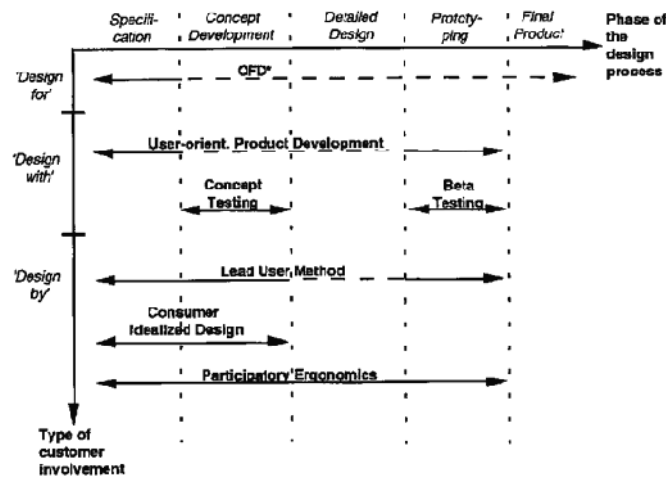 Specifi-
cation
Concept
Development
Detailed
Design
Prototy-
ping
Final
Product
Phase of
the
design
process
'Design
for'
QFD*
'Design
with'
User-orient. Product Development
Concept
Testing
Beta
Testing
'Design
by'
Lead User Method
Consumer
Idealized Design
Participatory Ergonomics
Type of
customer
involvement